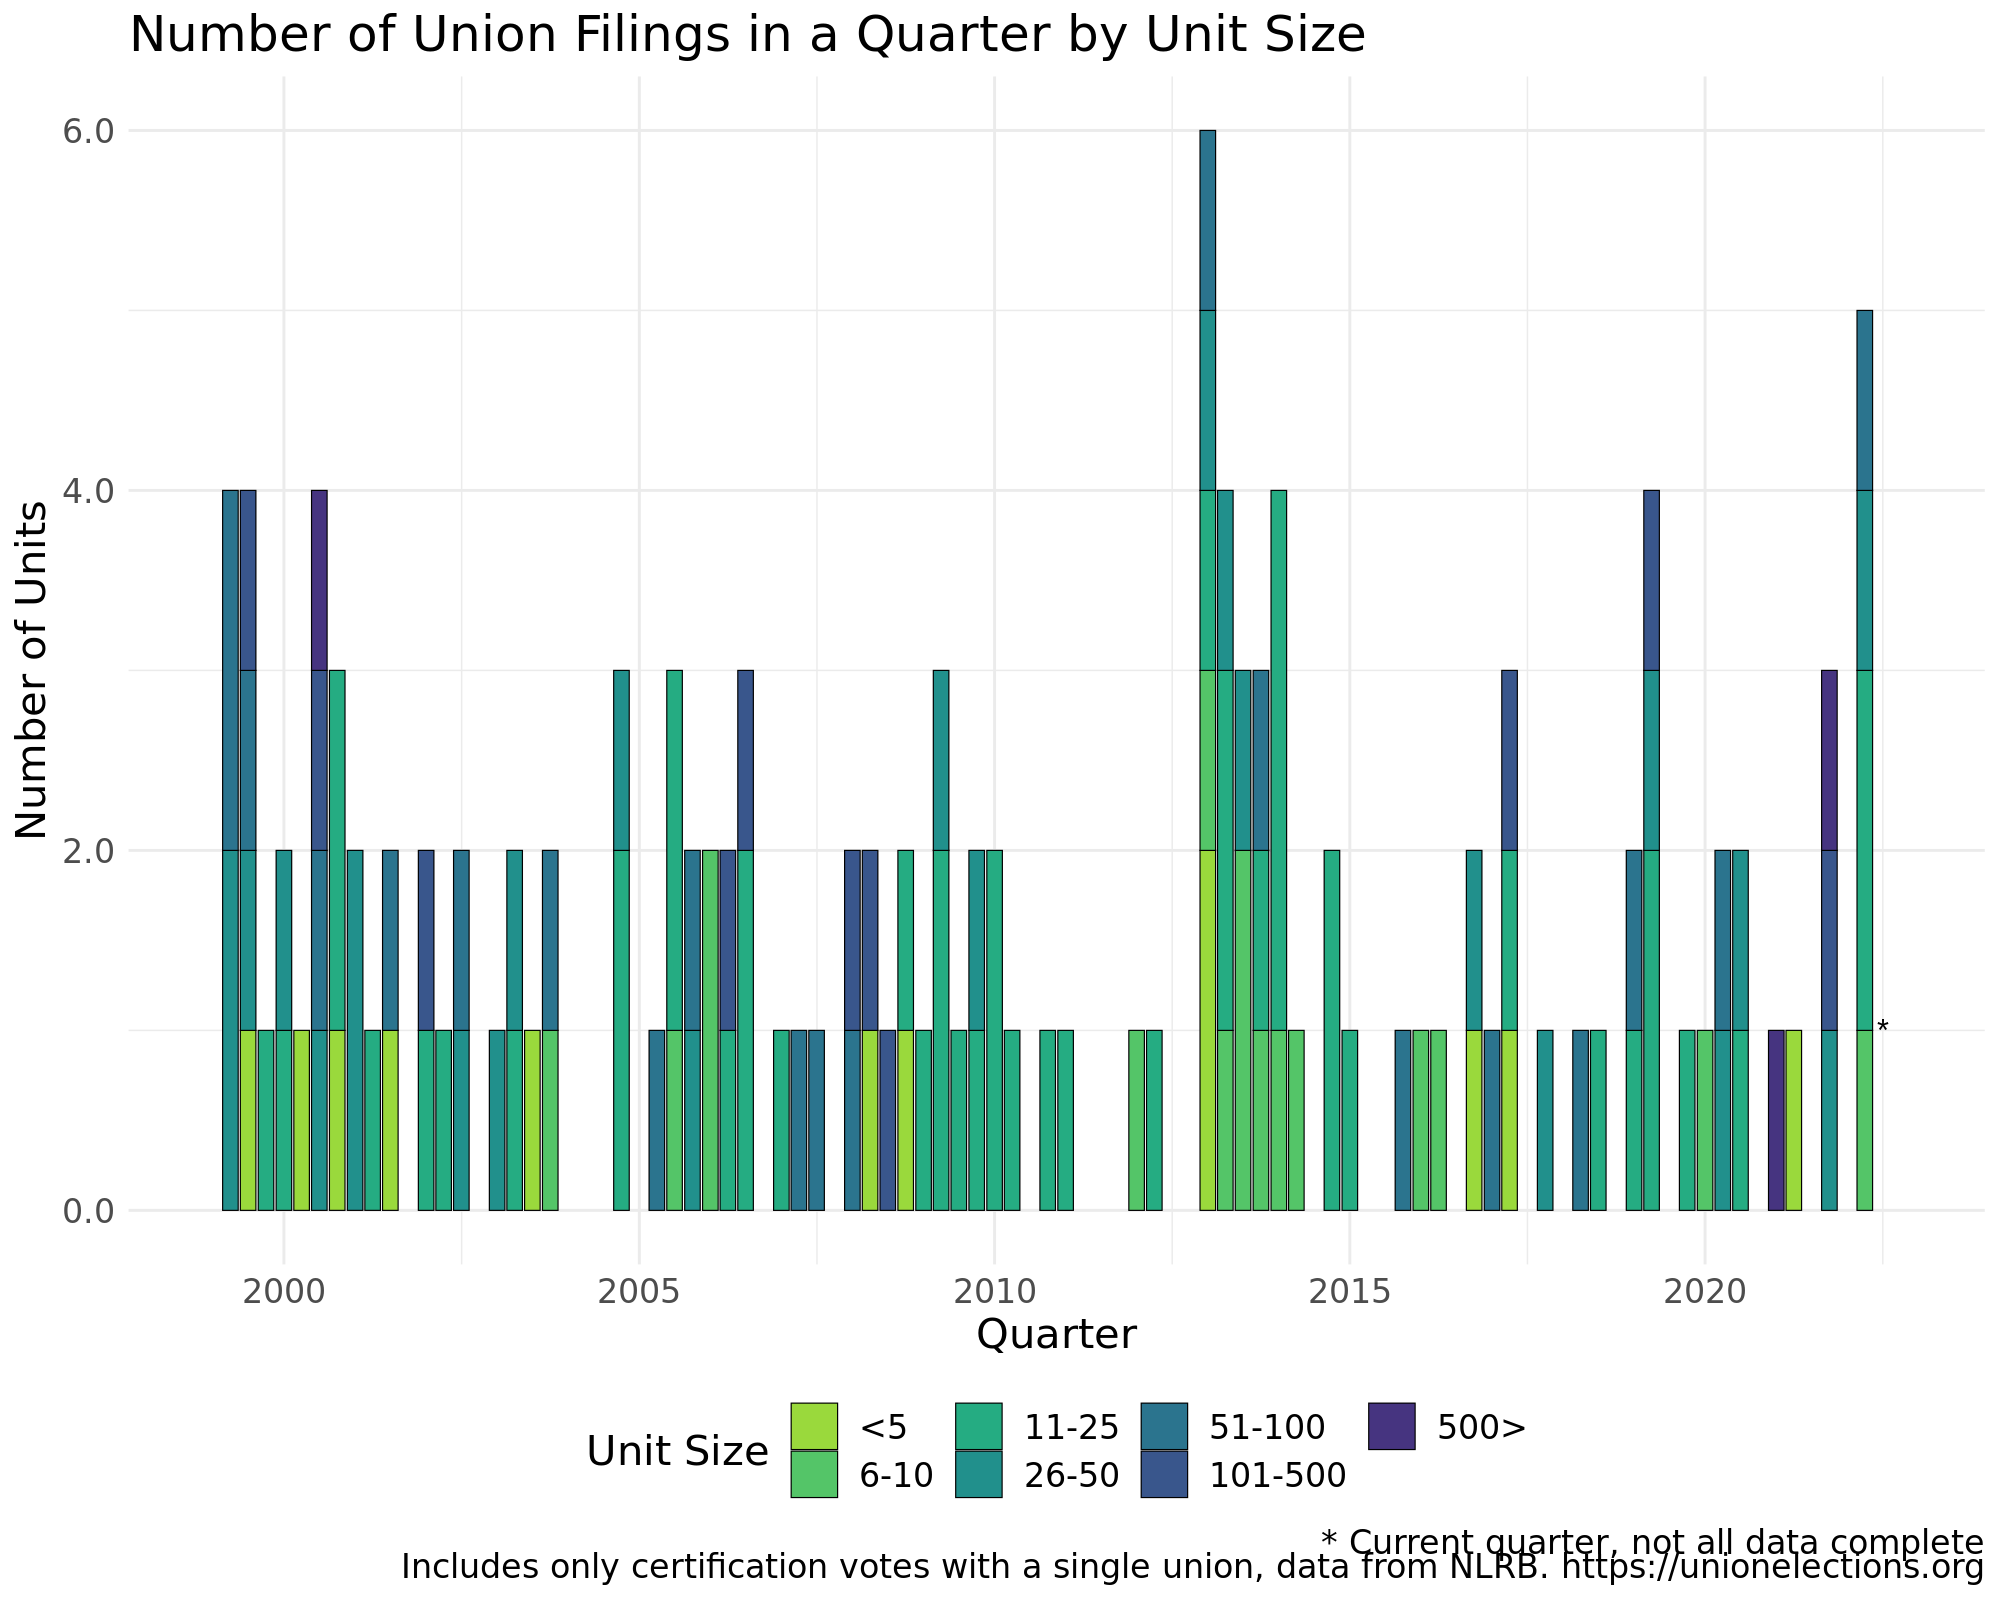 Number of Union Filings in a Quarter by Unit Size
Number of Units
6.0
4.0
2.0
0.0
*
2000 2005 2010 2015 2020
Quarter
Unit Size
<5 11-25 51-100 500>
6-10 26-50 101-500
* Current quarter, not all data complete
Includes only certification votes with a single union, data from NLRB. https://unionelections.org